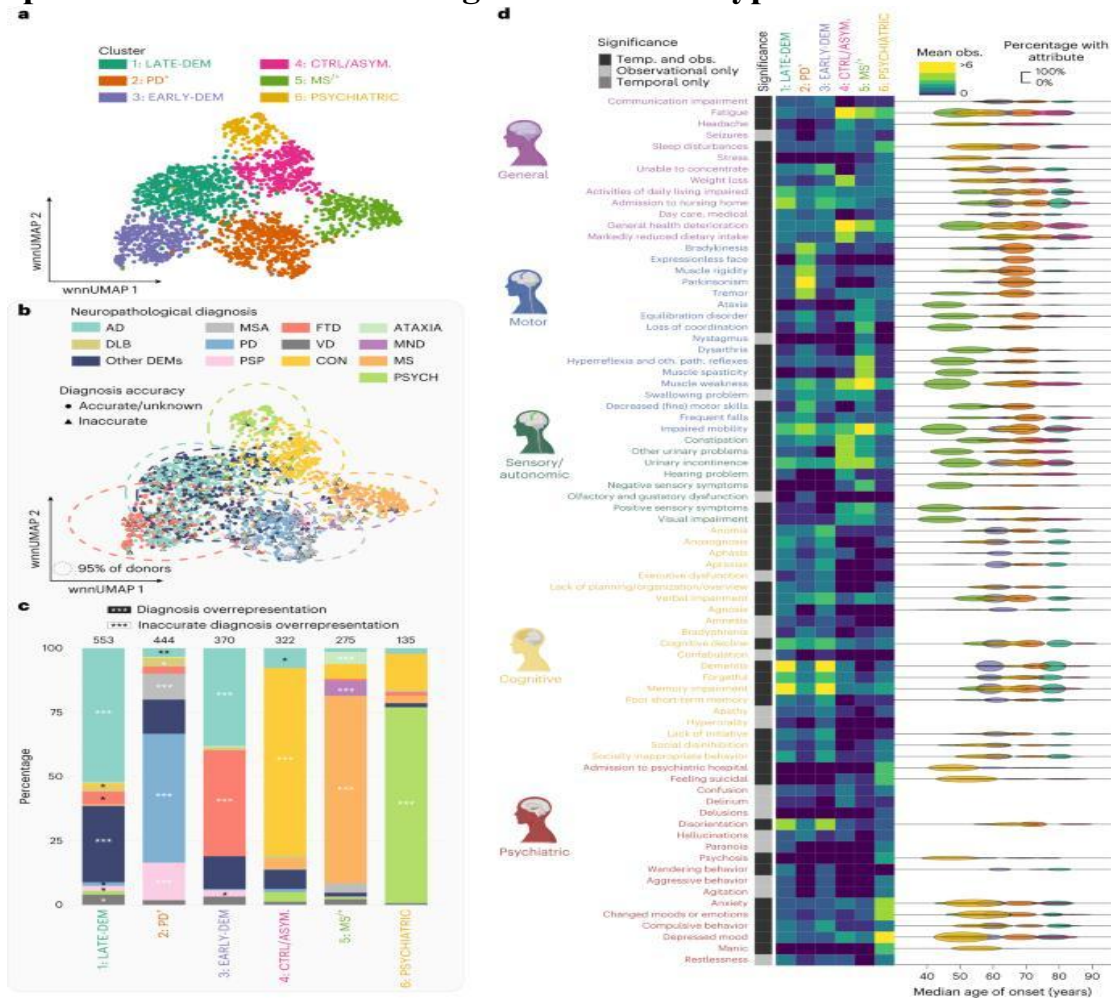 a
Cluster
1: LATE-DEM
4: CTRL/ASYM.
2: PD+
5: MS/+
3: EARLY-DEM
6: PSYCHIATRIC
wnnUMAP 2
wnnUMAP 1
b
Neuropathological diagnosis
AD
MSA
FTD
ATAXIA
DLB
PD
VD
MND
Other DEMs
PSP
CON
MS
PSYCH
Diagnosis accuracy
Accurate/unknown
Inaccurate
wnnUMAP 2
95% of donors
wnnUMAP 1
c
*** Diagnosis overrepresentation
*** Inaccurate diagnosis overrepresentation
553 444 370 322 275 135
Percentage
100
75
50
25
0
1: LATE-DEM
2: PD+
3: EARLY-DEM
4: CTRL/ASYM.
5: MS/+
6: PSYCHIATRIC
d
Significance
Temp. and obs.
Observational only
Temporal only
Significance
1: LATE-DEM
2: PD+
3: EARLY-DEM
4: CTRL/ASYM.
5: MS/+
6: PSYCHIATRIC
Mean obs.
>6
0
Percentage with
attribute
100%
0%
General
Motor
Sensory/
autonomic
Cognitive
Psychiatric
Communication impairment
Fatigue
Headache
Seizures
Sleep disturbances
Stress
Unable to concentrate
Weight loss
Activities of daily living impaired
Admission to nursing home
Day care, medical
General health deterioration
Markedly reduced dietary intake
Bradykinesia
Expressionless face
Muscle rigidity
Parkinsonism
Tremor
Ataxia
Equilibration disorder
Loss of coordination
Nystagmus
Dysarthria
Hyperreflexia and oth. path. reflexes
Muscle spasticity
Muscle weakness
Swallowing problem
Decreased (fine) motor skills
Frequent falls
Impaired mobility
Constipation
Other urinary problems
Urinary incontinence
Hearing problem
Negative sensory symptoms
Olfactory and gustatory dysfunction
Positive sensory symptoms
Visual impairment
Anomia
Anosognosia
Aphasia
Apraxias
Executive dysfunction
Lack of planning/organization/overview
Verbal impairment
Agnosia
Amnesia
Bradyphrenia
Cognitive decline
Confabulation
Dementia
Forgetful
Memory impairment
Poor short-term memory
Apathy
Hyperorality
Lack of initiative
Social disinhibition
Socially inappropriate behavior
Admission to psychiatric hospital
Feeling suicidal
Confusion
Delirium
Delusions
Disorientation
Hallucinations
Paranoia
Psychosis
Wandering behavior
Aggressive behavior
Agitation
Anxiety
Changed moods or emotions
Compulsive behavior
Depressed mood
Manic
Restlessness
40 50 60 70 80 90
Median age of onset (years)